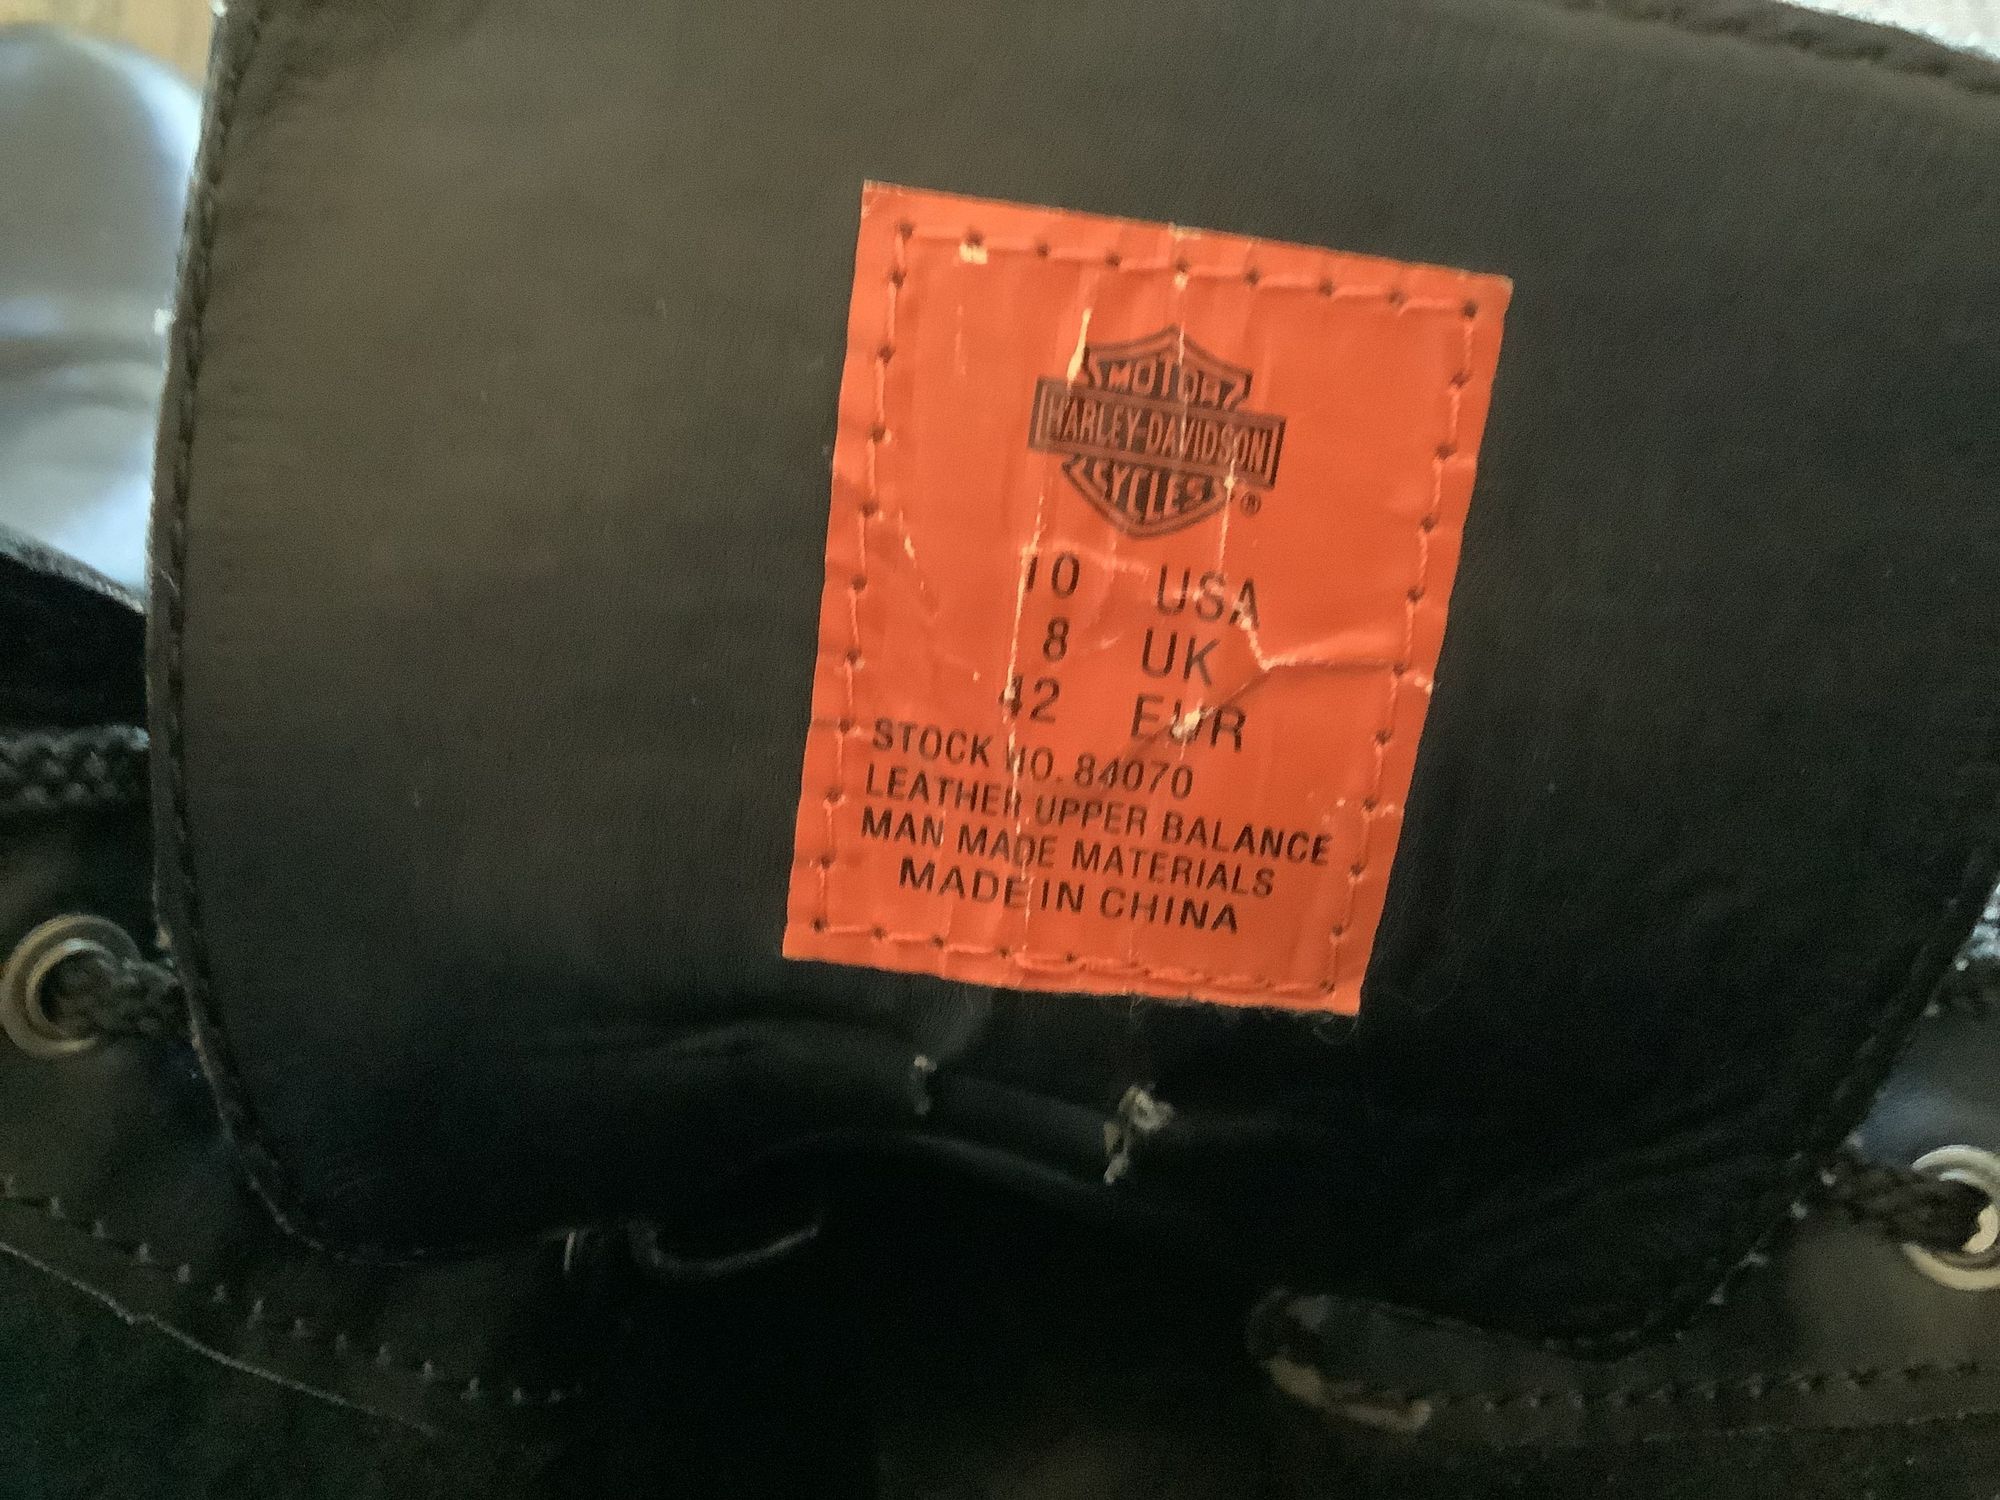 MOTOR
HARLEY-DAVIDSON
CYCLES ®
10 USA
8 UK
42 EUR
STOCK NO. 84070
LEATHER UPPER BALANCE
MAN MADE MATERIALS
MADE IN CHINA